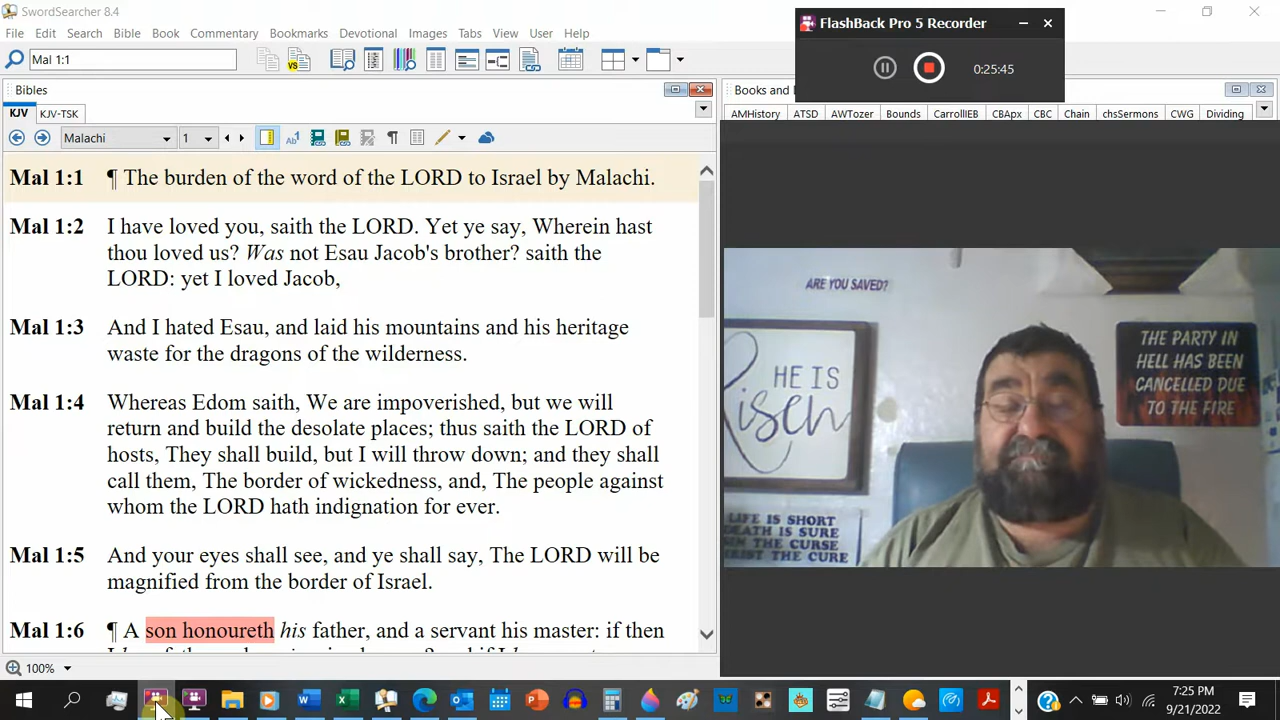 SwordSearcher 8.4
File Edit Search Bible Book Commentary Bookmarks Devotional Images Tabs View User Help
Mal 1:1
VS
Bibles
KJV KJV-TSK
Malachi 1
Mal 1:1 ¶ The burden of the word of the LORD to Israel by Malachi.
Mal 1:2 I have loved you, saith the LORD. Yet ye say, Wherein hast
thou loved us? Was not Esau Jacob's brother? saith the
LORD: yet I loved Jacob,
Mal 1:3 And I hated Esau, and laid his mountains and his heritage
waste for the dragons of the wilderness.
Mal 1:4 Whereas Edom saith, We are impoverished, but we will
return and build the desolate places; thus saith the LORD of
hosts, They shall build, but I will throw down; and they shall
call them, The border of wickedness, and, The people against
whom the LORD hath indignation for ever.
Mal 1:5 And your eyes shall see, and ye shall say, The LORD will be
magnified from the border of Israel.
Mal 1:6 ¶ A son honoureth his father, and a servant his master: if then
100%
FlashBack Pro 5 Recorder
0:25:45
Books and
AMHistory ATSD AWTozer Bounds CarrollEB CBApx CBC Chain chsSermons CWG Dividing
ARE YOU SAVED?
HE IS
Risen
THE PARTY IN
HELL HAS BEEN
CANCELLED DUE
TO THE FIRE
LIFE IS SHORT
DEATH IS SURE
SIN THE CURSE
CHRIST THE CURE
7:25 PM
9/21/2022